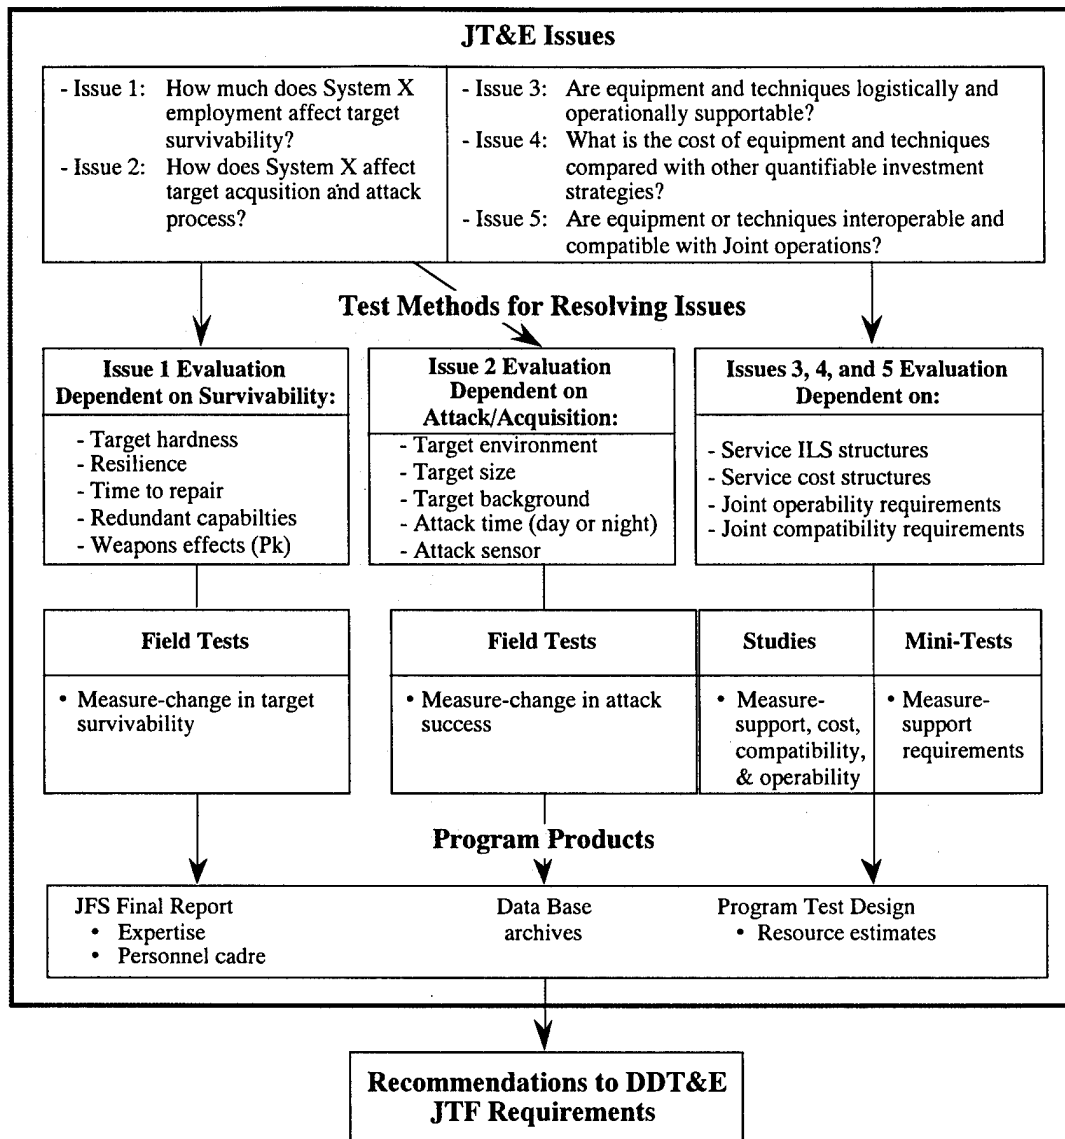 JT&E Issues
- Issue 1: How much does System X
employment affect target
survivability?
- Issue 2: How does System X affect
target acqusition and attack
process?
- Issue 3: Are equipment and techniques logistically and
operationally supportable?
- Issue 4: What is the cost of equipment and techniques
compared with other quantifiable investment
strategies?
- Issue 5: Are equipment or techniques interoperable and
compatible with Joint operations?
Test Methods for Resolving Issues
Issue 1 Evaluation
Dependent on Survivability:
- Target hardness
- Resilience
- Time to repair
- Redundant capabilties
- Weapons effects (Pk)
Issue 2 Evaluation
Dependent on
Attack/Acquisition:
- Target environment
- Target size
- Target background
- Attack time (day or night)
- Attack sensor
Issues 3, 4, and 5 Evaluation
Dependent on:
- Service ILS structures
- Service cost structures
- Joint operability requirements
- Joint compatibility requirements
Field Tests
• Measure-change in target
survivability
Field Tests
• Measure-change in attack
success
Studies
• Measure-
support, cost,
compatibility,
& operability
Mini-Tests
• Measure-
support
requirements
Program Products
JFS Final Report
• Expertise
• Personnel cadre
Data Base
archives
Program Test Design
• Resource estimates
Recommendations to DDT&E
JTF Requirements